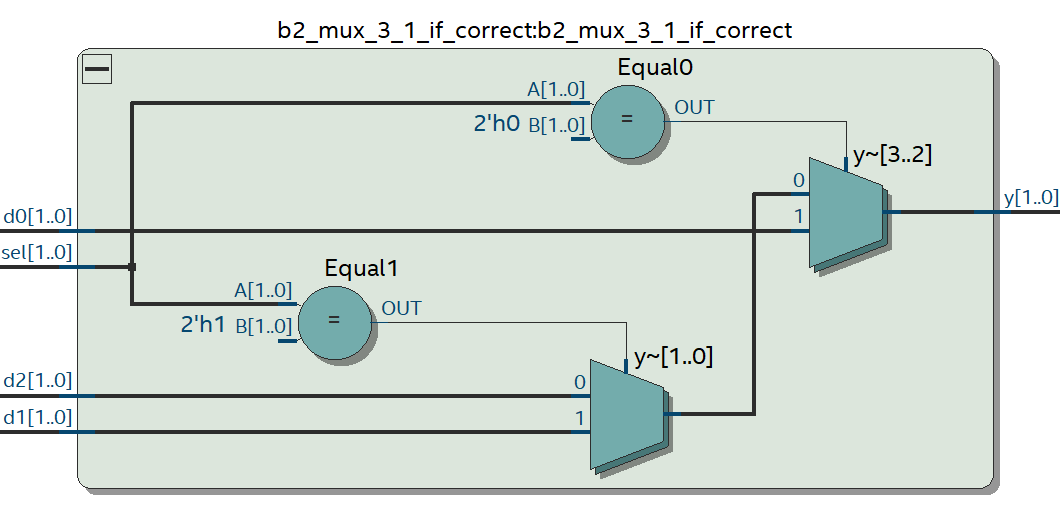 b2_mux_3_1_if_correct:b2_mux_3_1_if_correct
Equal0
A[1..0]
OUT
2'h0 B[1..0]
=
y~[3..2]
0
y[1..0]
d0[1..0]
1
sel[1..0]
Equal1
A[1..0]
OUT
2'h1 B[1..0]
=
y~[1..0]
d2[1..0]
0
d1[1..0]
1